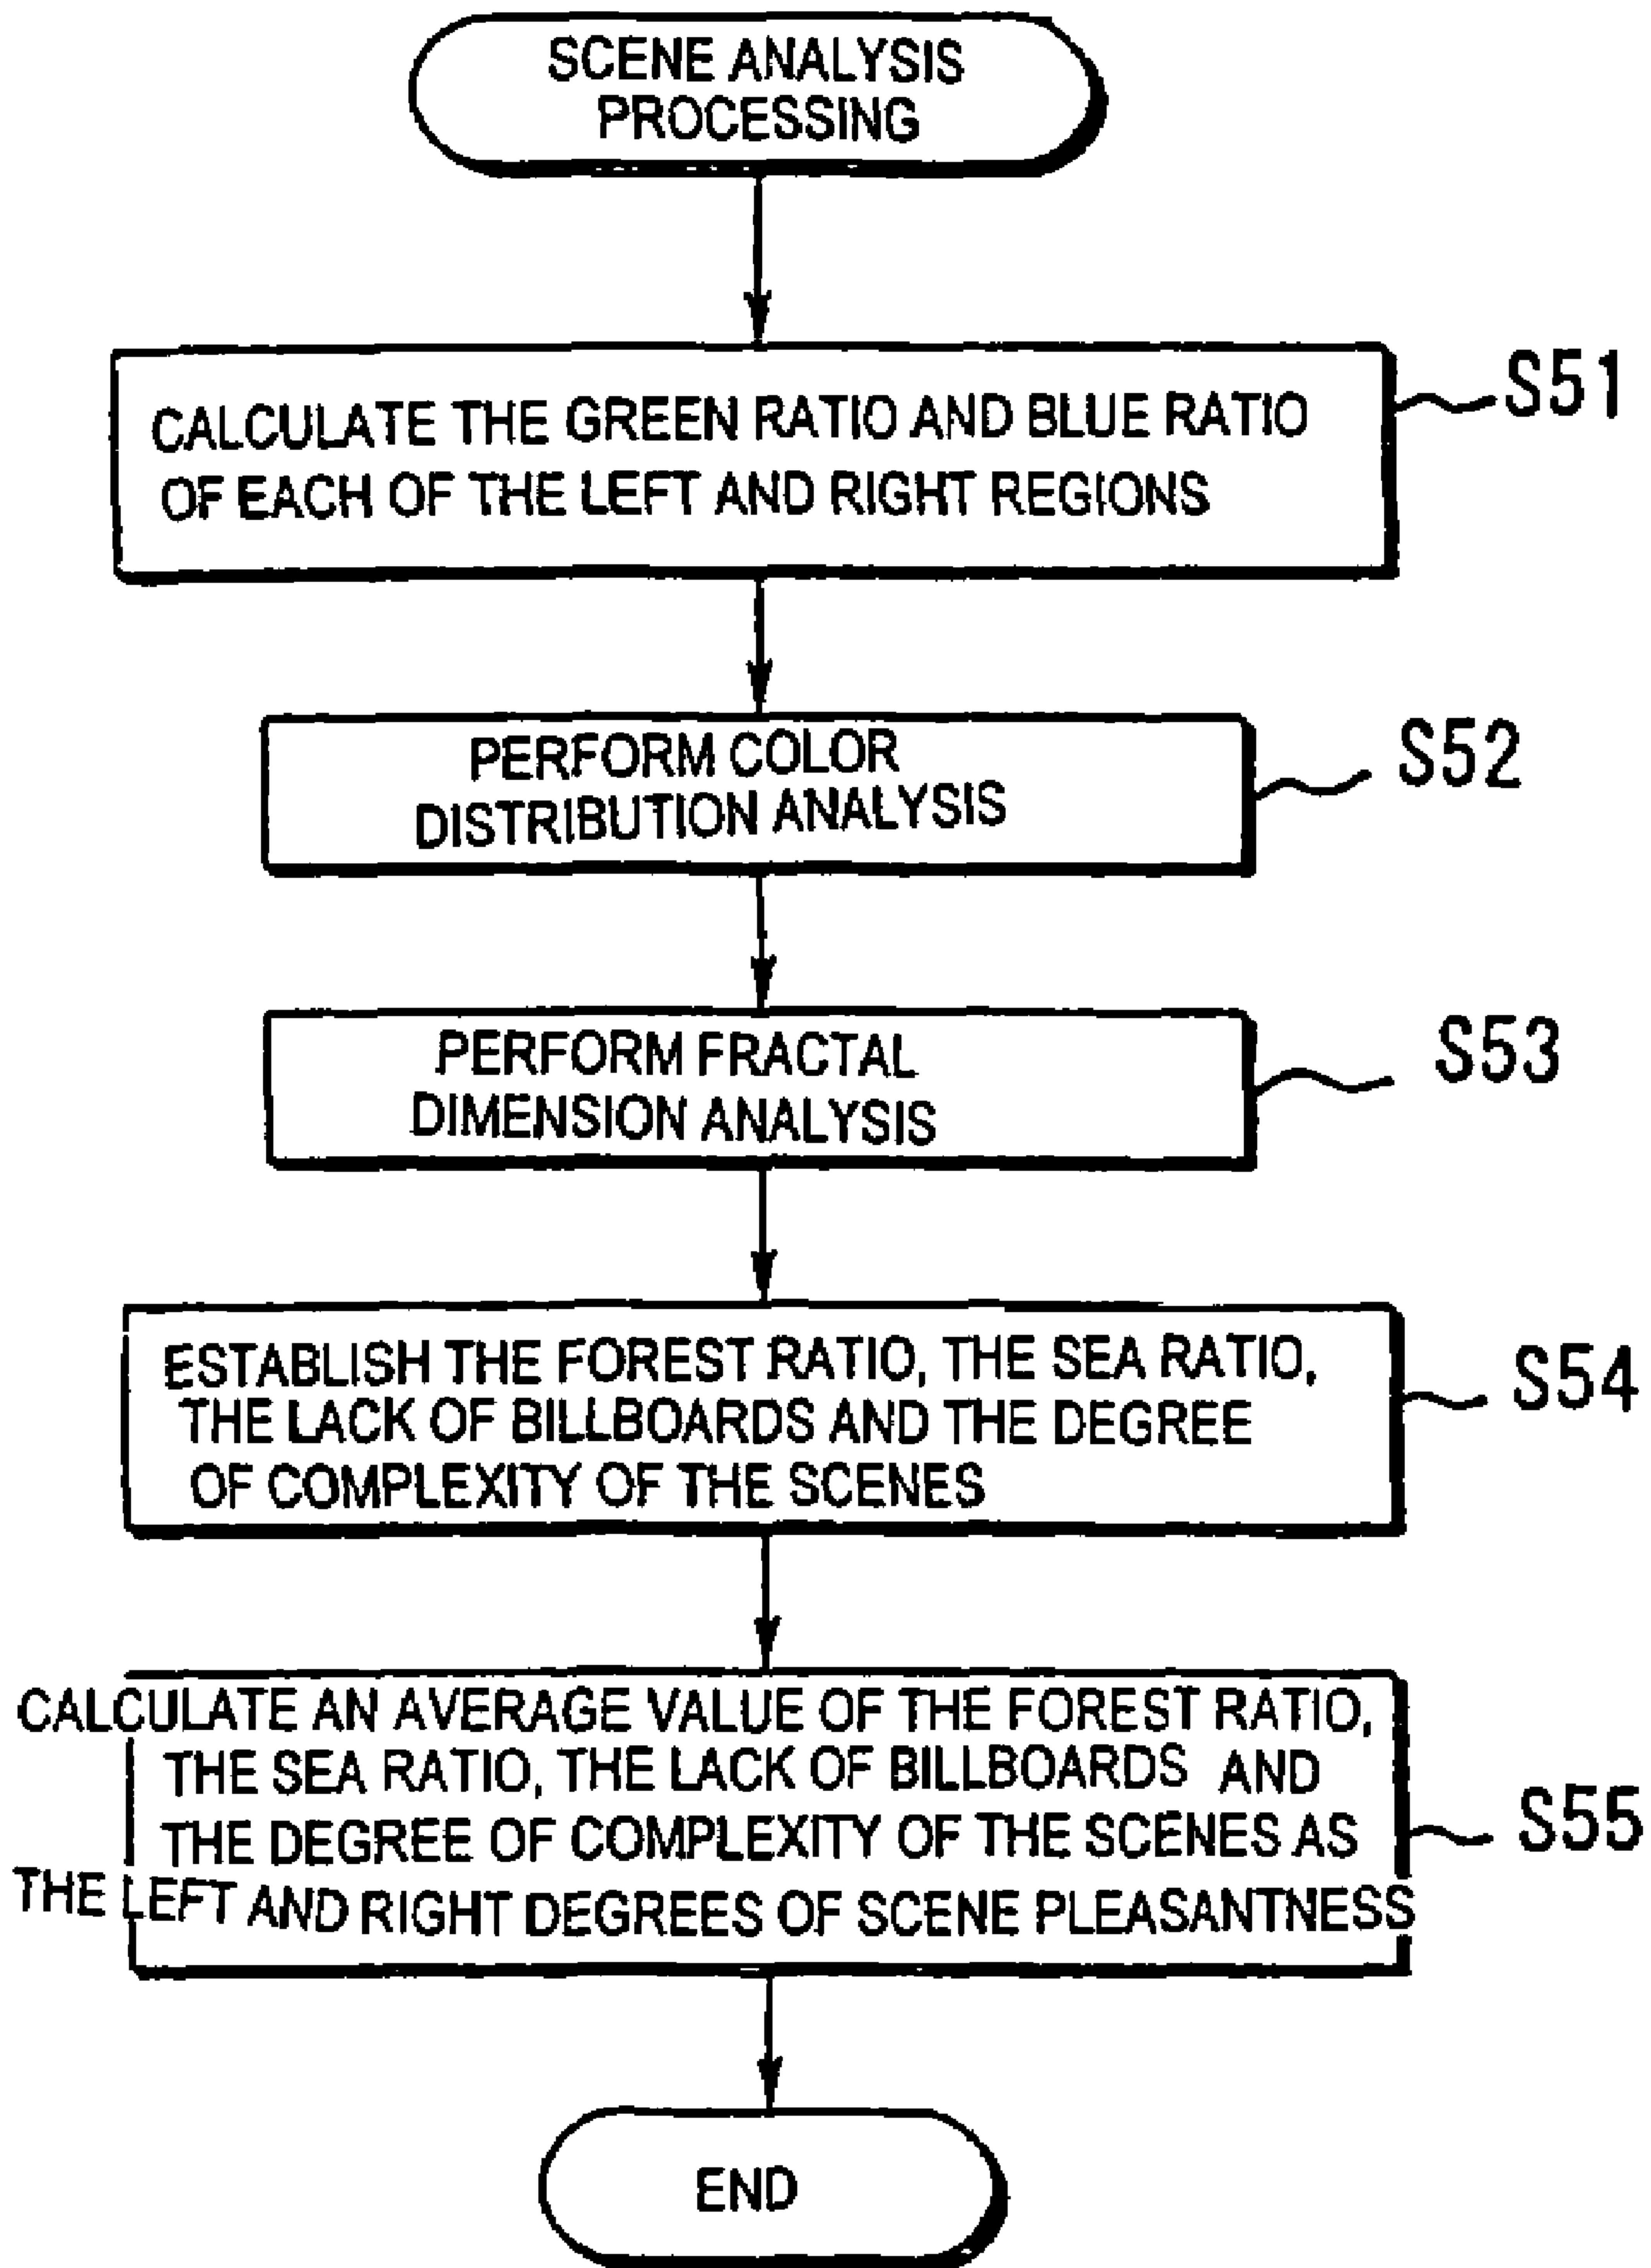 SCENE ANALYSIS
PROCESSING
CALCULATE THE GREEN RATIO AND BLUE RATIO
OF EACH OF THE LEFT AND RIGHT REGIONS
S51
PERFORM COLOR
DISTRIBUTION ANALYSIS
S52
PERFORM FRACTAL
DIMENSION ANALYSIS
S53
ESTABLISH THE FOREST RATIO, THE SEA RATIO,
THE LACK OF BILLBOARDS AND THE DEGREE
OF COMPLEXITY OF THE SCENES
S54
CALCULATE AN AVERAGE VALUE OF THE FOREST RATIO,
THE SEA RATIO, THE LACK OF BILLBOARDS AND
THE DEGREE OF COMPLEXITY OF THE SCENES AS
THE LEFT AND RIGHT DEGREES OF SCENE PLEASANTNESS
S55
END